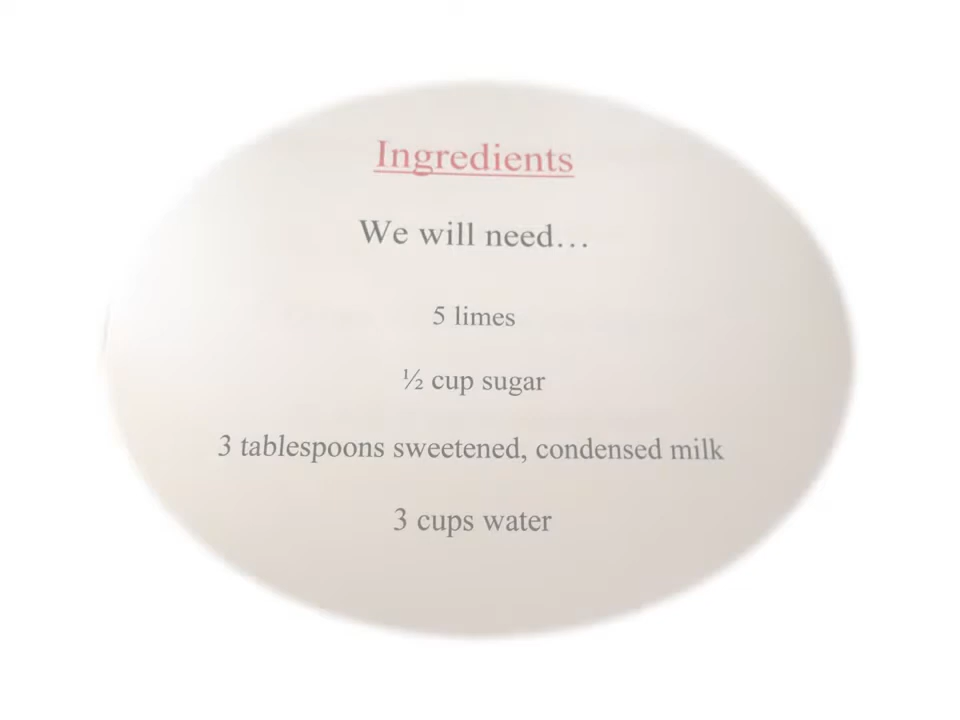 Ingredients
We will need…
5 limes
½ cup sugar
3 tablespoons sweetened, condensed milk
3 cups water